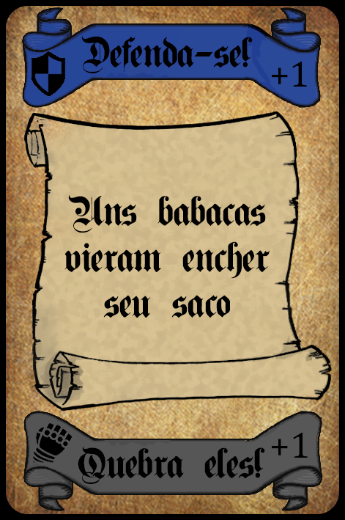 Defenda-se!
+1
Uns babacas
vieram encher
seu saco
Quebra eles!
+1